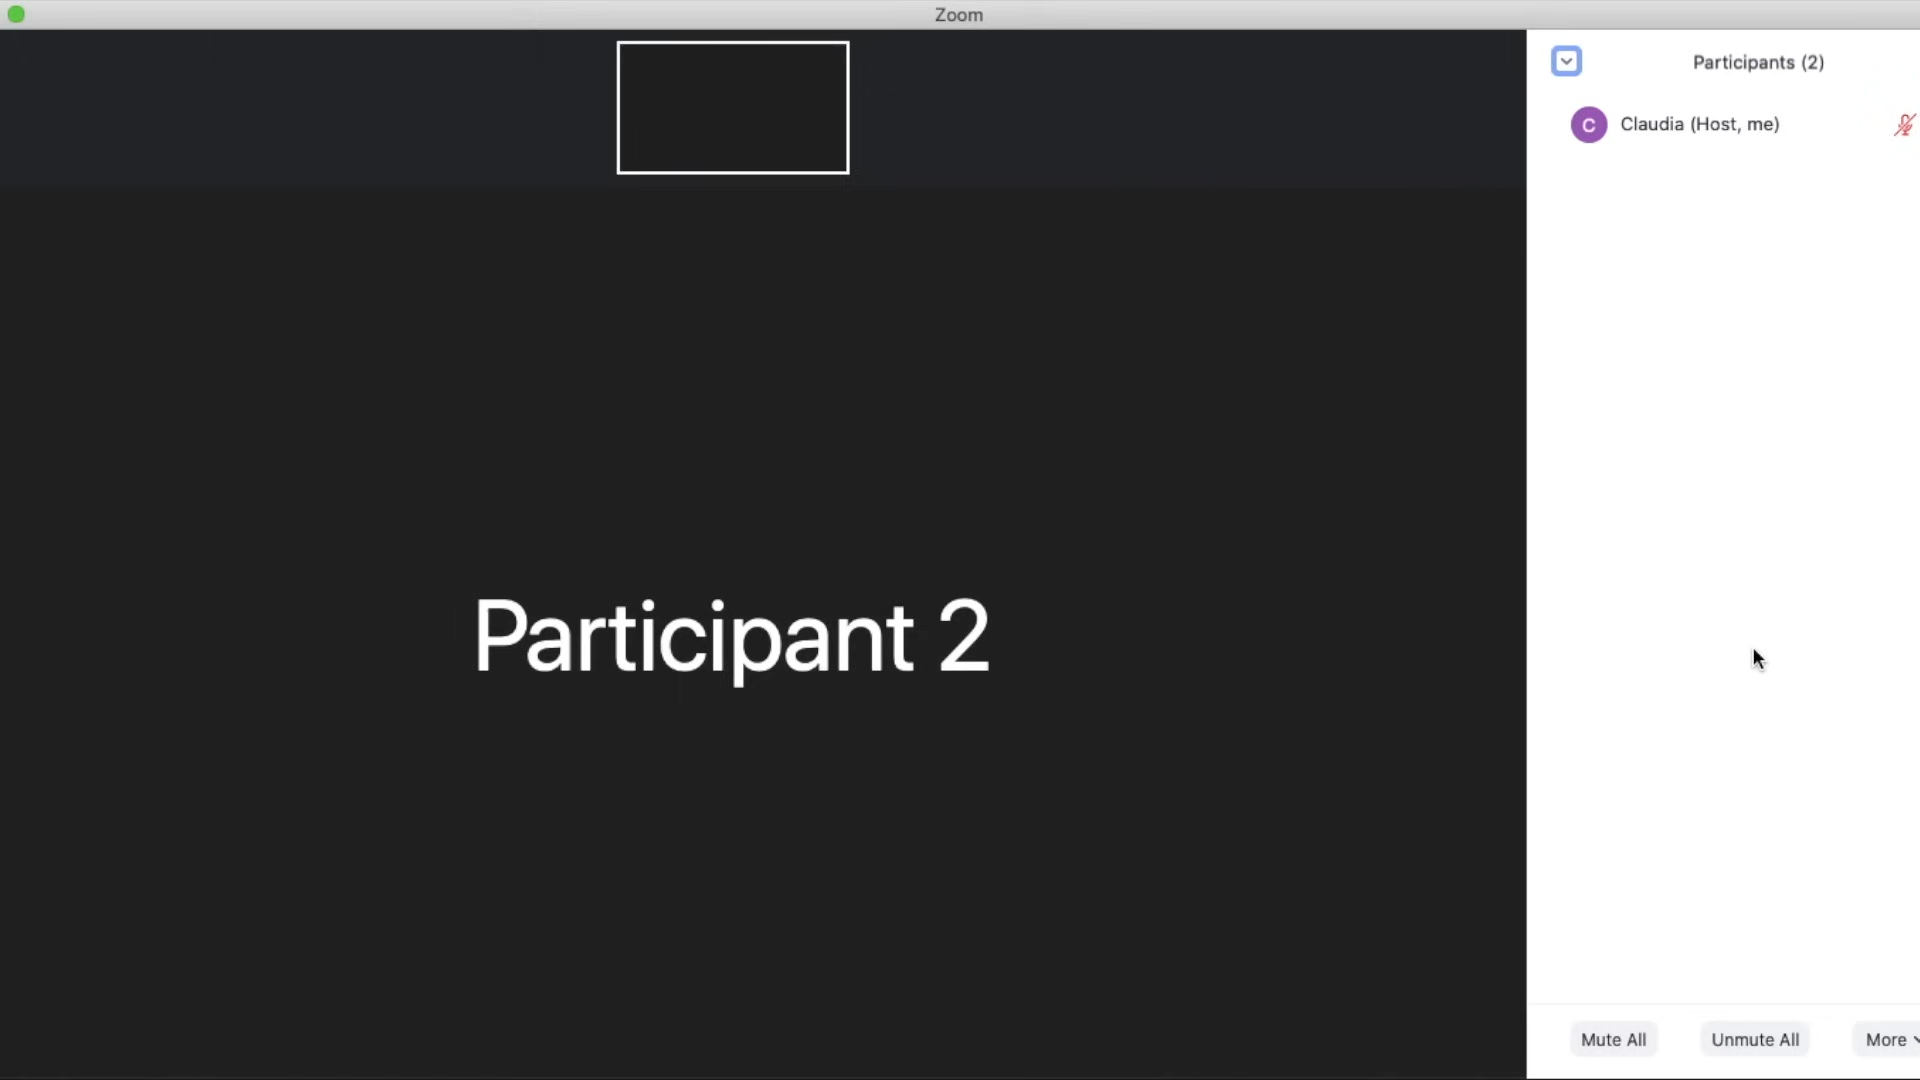 Zoom
Participants (2)
C Claudia (Host, me)
Participant 2
Mute All Unmute All More